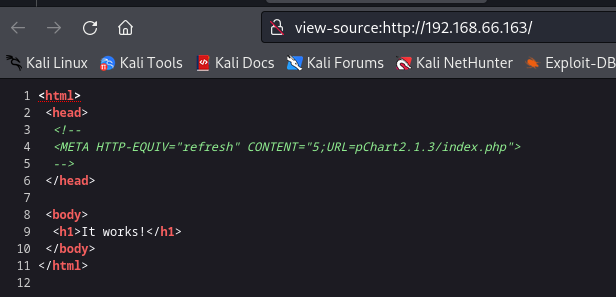 view-source:http://192.168.66.163/
Kali Linux Kali Tools Kali Docs Kali Forums Kali NetHunter Exploit-DB
1 <html>
2 <head>
3 <!--
4 <META HTTP-EQUIV="refresh" CONTENT="5;URL=pChart2.1.3/index.php">
5 -->
6 </head>
7
8 <body>
9 <h1>It works!</h1>
10 </body>
11 </html>
12